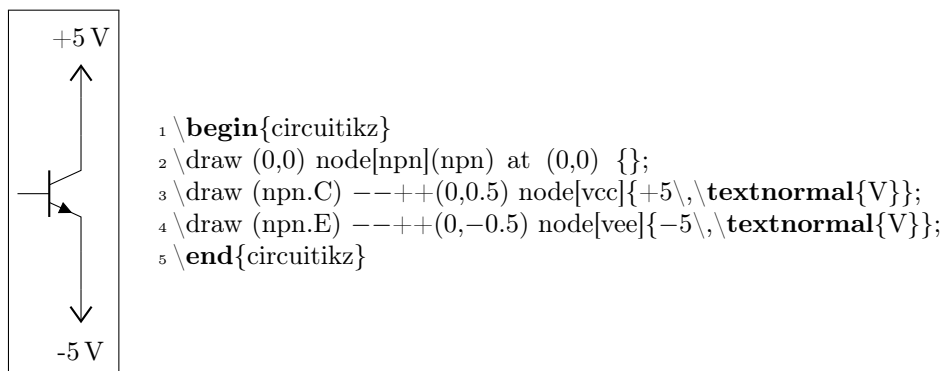 +5 V
-5 V
1 \begin{circuitikz}
2 \draw (0,0) node[npn](npn) at (0,0) {};
3 \draw (npn.C) −−++(0,0.5) node[vcc]{+5\,\textnormal{V}};
4 \draw (npn.E) −−++(0,−0.5) node[vee]{−5\,\textnormal{V}};
5 \end{circuitikz}